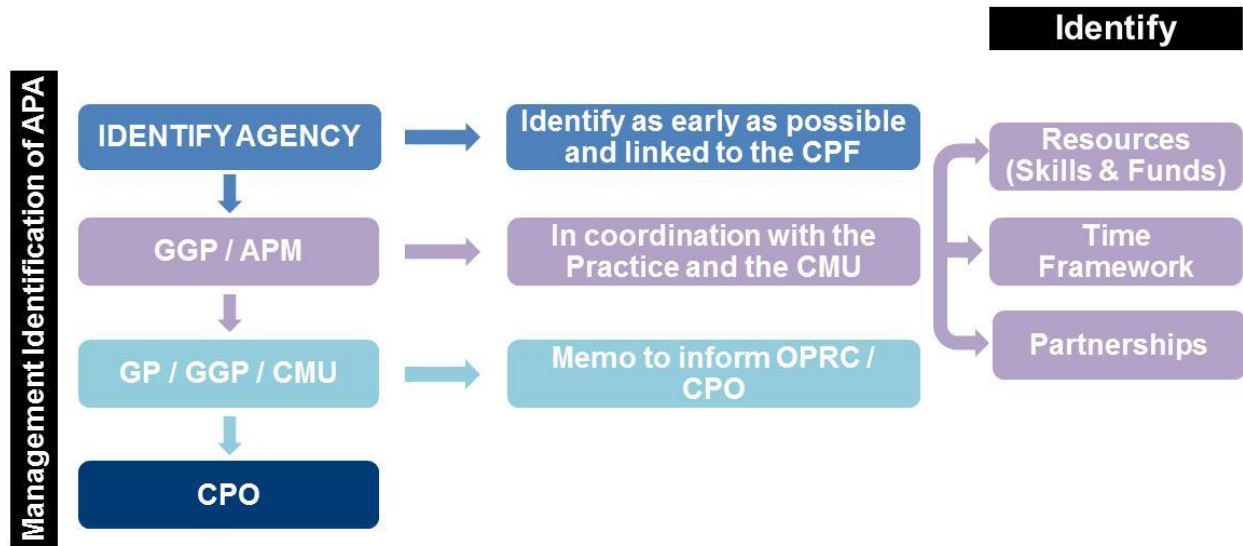 Identify
Management Identification of APA
IDENTIFY AGENCY
Identify as early as possible
and linked to the CPF
Resources
(Skills & Funds)
GGP / APM
In coordination with the
Practice and the CMU
Time
Framework
GP / GGP / CMU
Memo to inform OPRC /
CPO
Partnerships
CPO